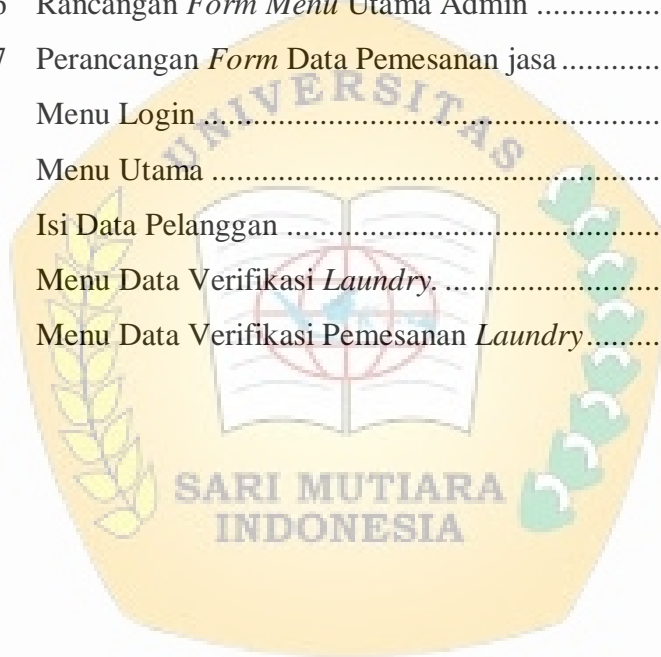 Rancangan Form Menu Utama Admin ................
7 Perancangan Form Data Pemesanan jasa .............
Menu Login ..................................................
Menu Utama ................................................
Isi Data Pelanggan .......................................
Menu Data Verifikasi Laundry. .......................
Menu Data Verifikasi Pemesanan Laundry .........
UNIVERSITAS
SARI MUTIARA
INDONESIA